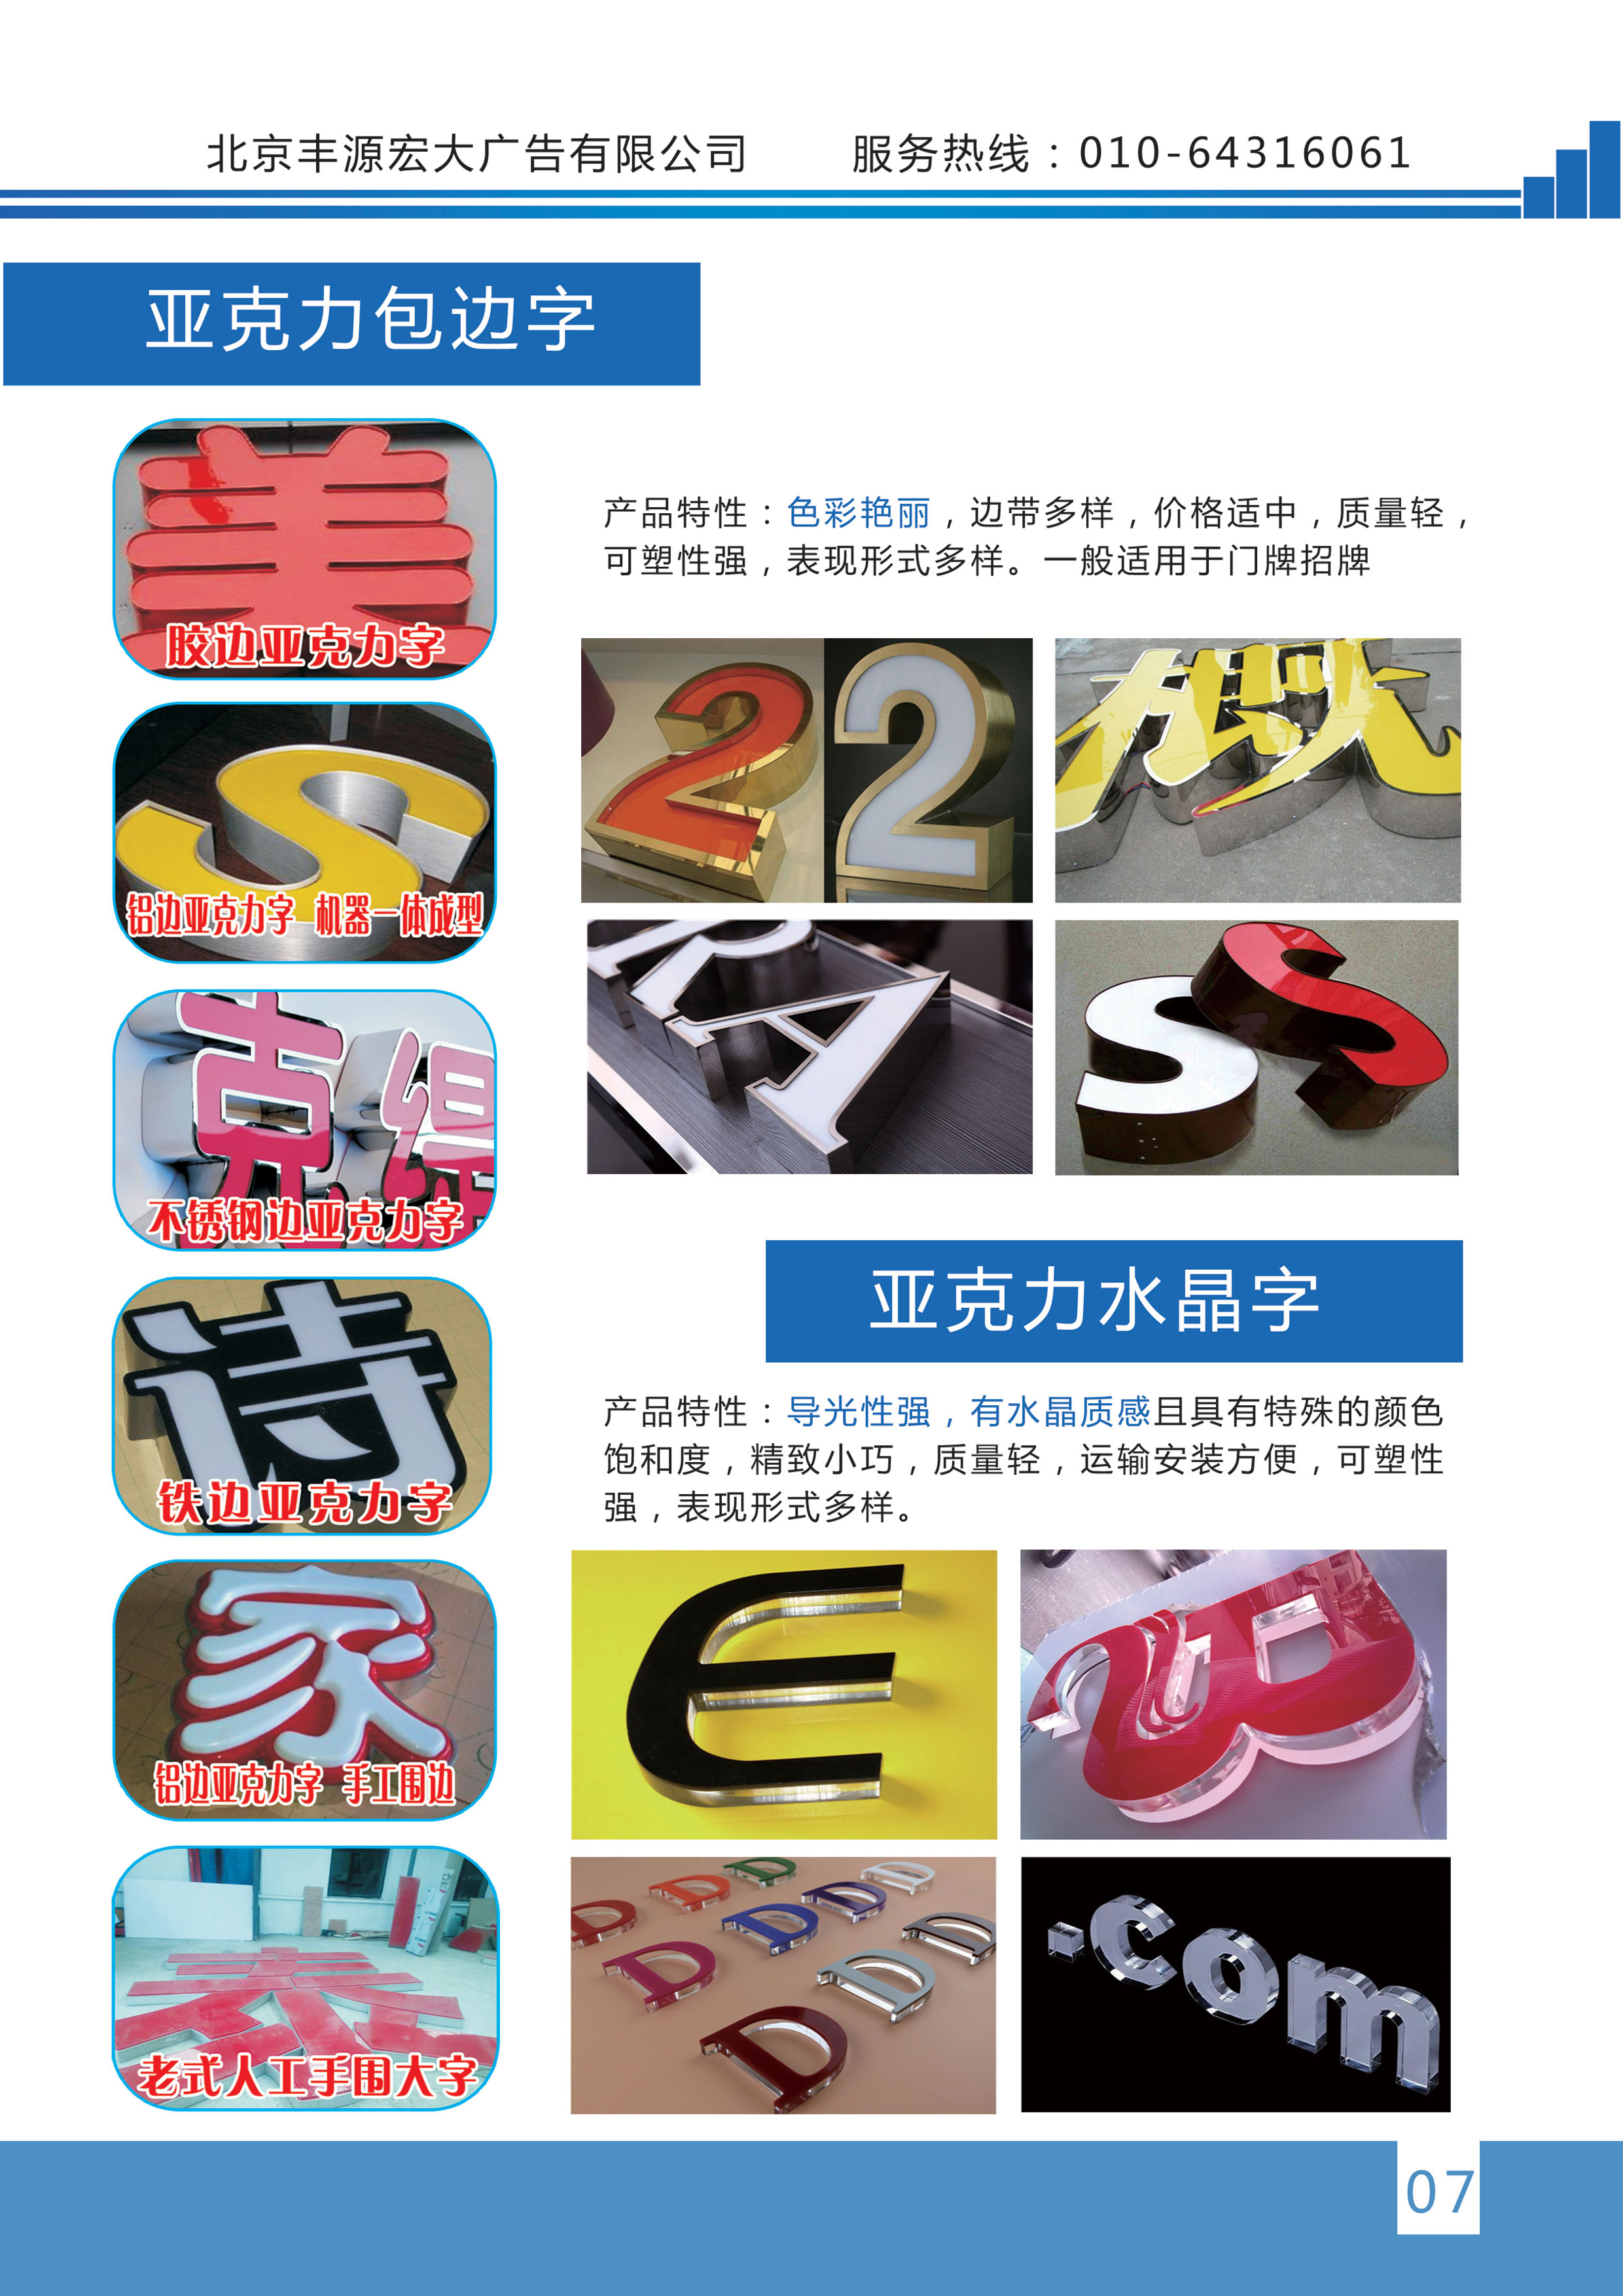 北京丰源宏大广告有限公司 服务热线：010-64316061
亚克力包边字
美
胶边亚克力字
S
铝边亚克力字 机器一体成型
克
不锈钢边亚克力字
诗
铁边亚克力字
家
铝边亚克力字 手工围边
老式人工手围大字
产品特性：色彩艳丽，边带多样，价格适中，质量轻，
可塑性强，表现形式多样。一般适用于门牌招牌
2 2
A
S S
亚克力水晶字
产品特性：导光性强，有水晶质感且具有特殊的颜色
饱和度，精致小巧，质量轻，运输安装方便，可塑性
强，表现形式多样。
E
D D D D D D D D D D
.com
07